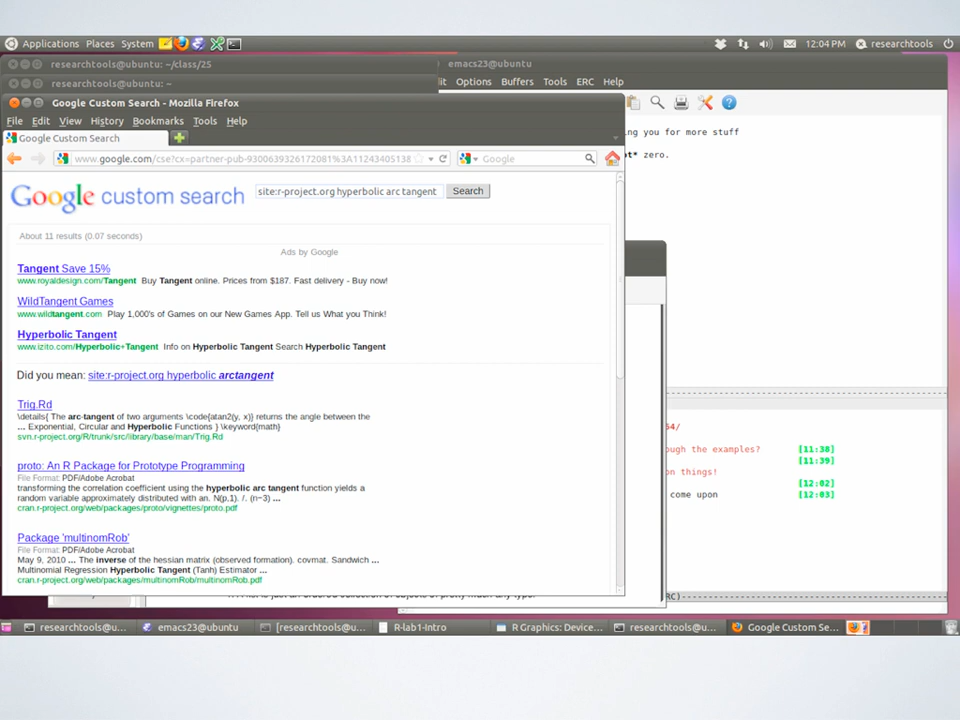 Applications Places System
12:04 PM researchtools
researchtools@ubuntu: ~/class/25
emacs23@ubuntu
researchtools@ubuntu: ~
it Options Buffers Tools ERC Help
Google Custom Search - Mozilla Firefox
File Edit View History Bookmarks Tools Help
Google Custom Search
www.google.com/cse?cx=partner-pub-9300639326172081%3A11243405138
Google
ing you for more stuff
ot* zero.
Google custom search
site:r-project.org hyperbolic arc tangent
Search
About 11 results (0.07 seconds)
Ads by Google
Tangent Save 15%
www.royaldesign.com/Tangent Buy Tangent online. Prices from $187. Fast delivery - Buy now!
WildTangent Games
www.wildtangent.com Play 1,000's of Games on our New Games App. Tell us What you Think!
Hyperbolic Tangent
www.izito.com/Hyperbolic+Tangent Info on Hyperbolic Tangent Search Hyperbolic Tangent
Did you mean: site:r-project.org hyperbolic arctangent
Trig.Rd
\details{ The arc-tangent of two arguments \code{atan2(y, x)} returns the angle between the
... Exponential, Circular and Hyperbolic Functions } \keyword{math}
svn.r-project.org/R/trunk/src/library/base/man/Trig.Rd
proto: An R Package for Prototype Programming
File Format: PDF/Adobe Acrobat
transforming the correlation coefficient using the hyperbolic arc tangent function yields a
random variable approximately distributed with an. N(p,1). /. (n−3) ...
cran.r-project.org/web/packages/proto/vignettes/proto.pdf
Package 'multinomRob'
File Format: PDF/Adobe Acrobat
May 9, 2010 ... The inverse of the hessian matrix (observed formation). covmat. Sandwich ...
Multinomial Regression Hyperbolic Tangent (Tanh) Estimator ...
cran.r-project.org/web/packages/multinomRob/multinomRob.pdf
64/
ough the examples? [11:38]
[11:39]
on things!
[12:02]
come upon [12:03]
RC)
researchtools@u... emacs23@ubuntu [researchtools@u... R-lab1-Intro R Graphics: Device... researchtools@u... Google Custom Se...